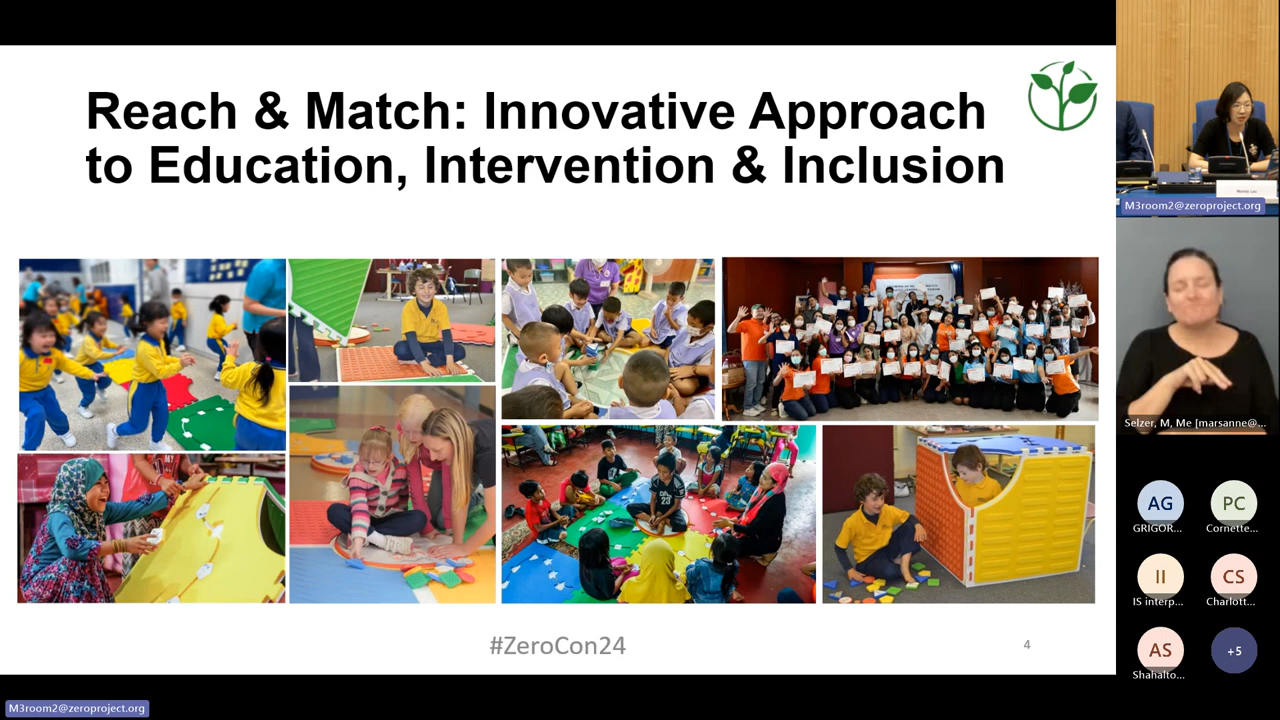 Reach & Match: Innovative Approach
to Education, Intervention & Inclusion
#ZeroCon24
4
M3room2@zeroproject.org
M3room2@zeroproject.org
Selzer, M, Me [marsanne@...
AG
GRIGOR...
PC
Cornette...
II
IS interp...
CS
Charlott...
AS
Shahalto...
+5